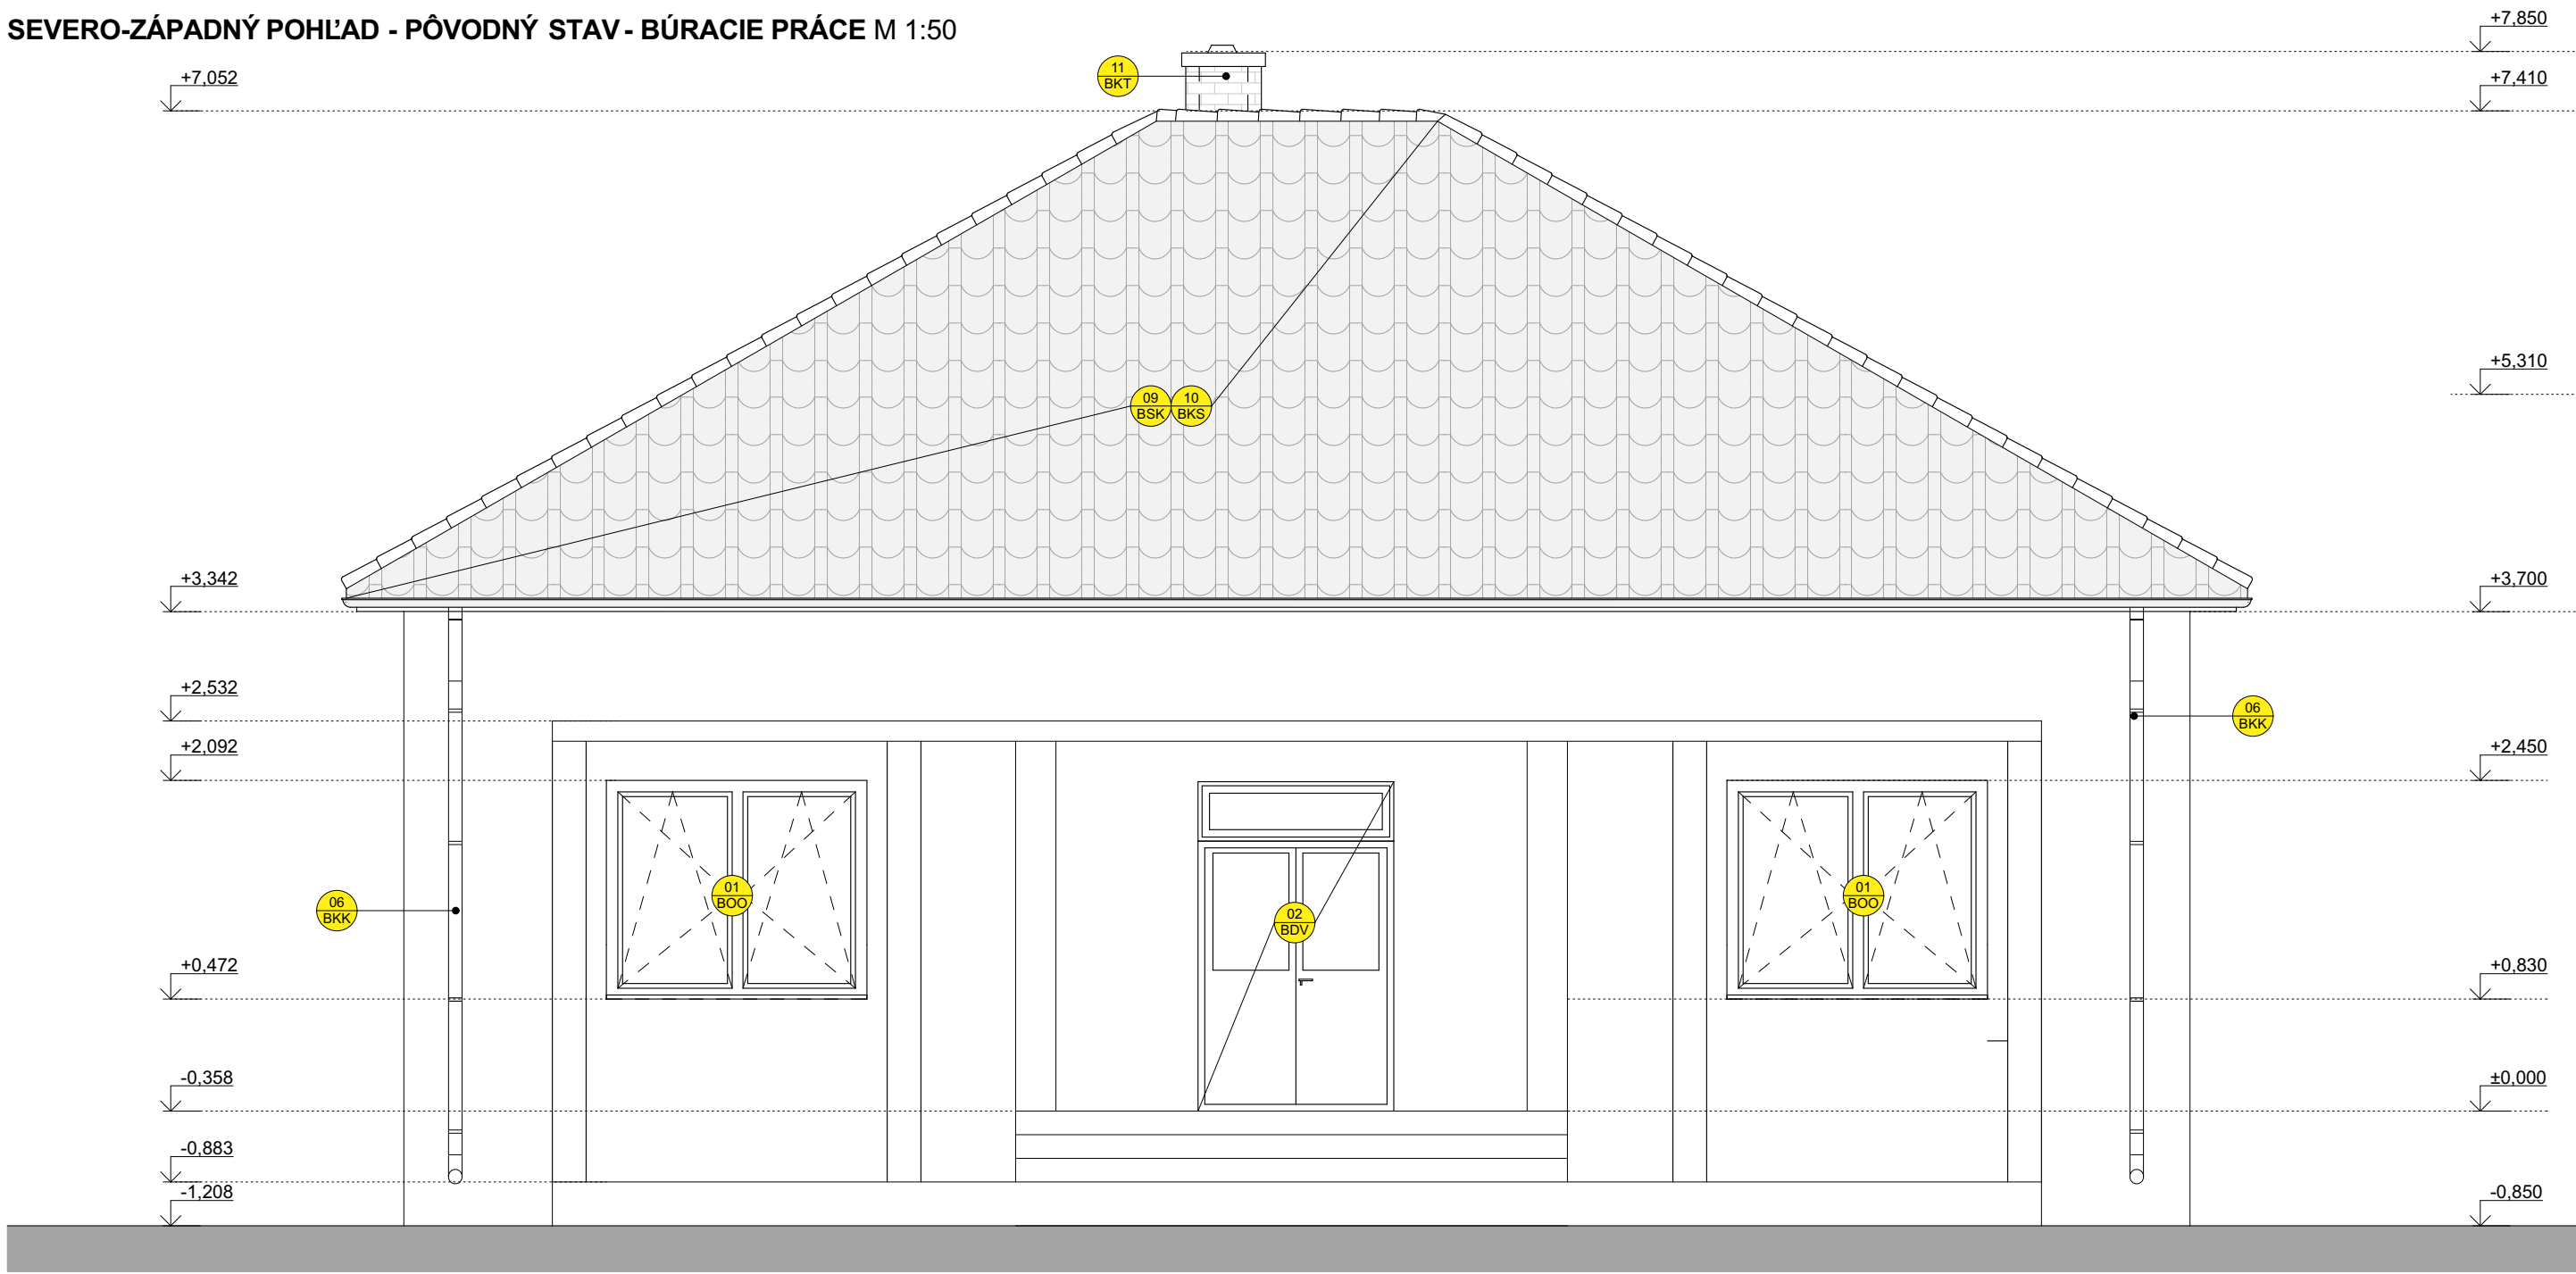 SEVERO-ZÁPADNÝ POHĽAD - PÔVODNÝ STAV - BÚRACIE PRÁCE M 1:50
+7,850
+7,052
11
BKT
+7,410
+5,310
09
BSK
10
BKS
+3,342
+3,700
+2,532
06
BKK
+2,092
+2,450
01
BOO
01
BOO
06
BKK
02
BDV
+0,472
+0,830
-0,358
±0,000
-0,883
-1,208
-0,850